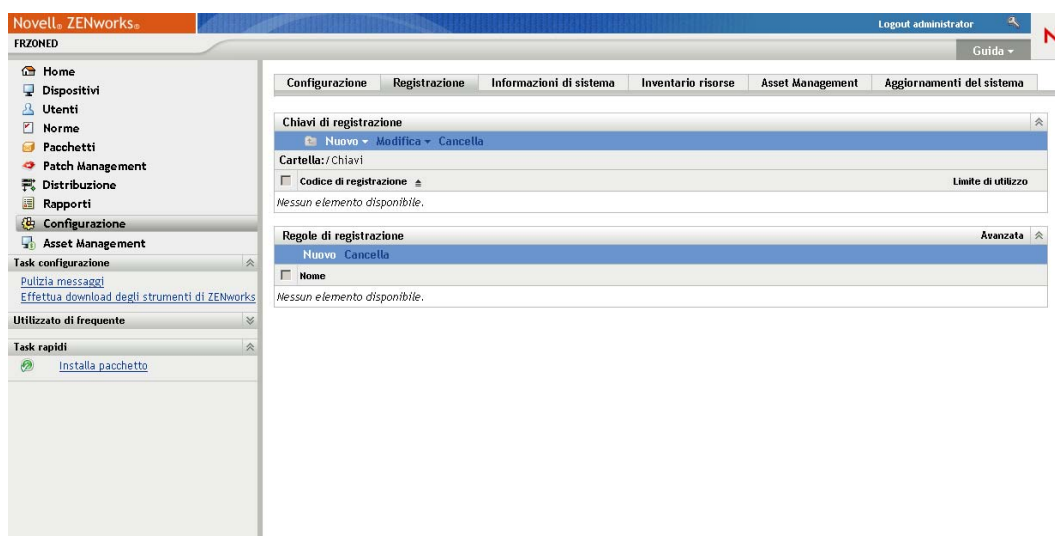 Novell® ZENworks®
Logout administrator
FRZONED
Guida
Home
Dispositivi
Utenti
Norme
Pacchetti
Patch Management
Distribuzione
Rapporti
Configurazione
Asset Management
Task configurazione
Pulizia messaggi
Effettua download degli strumenti di ZENworks
Utilizzato di frequente
Task rapidi
Installa pacchetto
Configurazione Registrazione Informazioni di sistema Inventario risorse Asset Management Aggiornamenti del sistema
Chiavi di registrazione
Nuovo Modifica Cancella
Cartella: / Chiavi
Codice di registrazione Limite di utilizzo
Nessun elemento disponibile.
Regole di registrazione Avanzata
Nuovo Cancella
Nome
Nessun elemento disponibile.